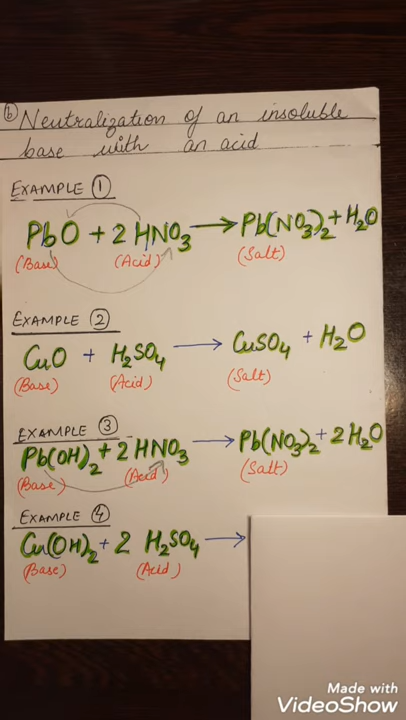 (b) Neutralization of an insoluble
base with an acid
EXAMPLE ①
PbO + 2 HNO₃ → Pb(NO₃)₂ + H₂O
(Base) (Acid) (Salt)
EXAMPLE ②
CuO + H₂SO₄ → CuSO₄ + H₂O
(Base) (Acid) (Salt)
EXAMPLE ③
Pb(OH)₂ + 2 HNO₃ → Pb(NO₃)₂ + 2 H₂O
(Base) (Acid) (Salt)
EXAMPLE ④
Cu(OH)₂ + 2 H₂SO₄ →
(Base) (Acid)
Made with
VideoShow